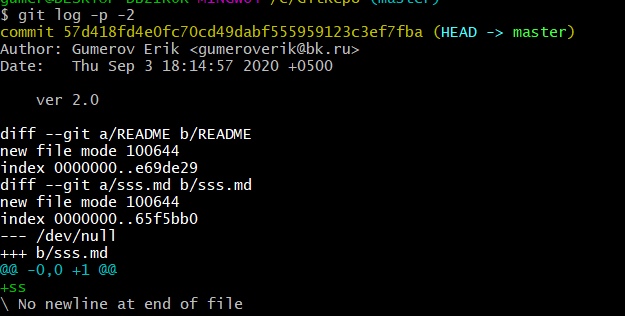 $ git log -p -2
commit 57d418fd4e0fc70cd49dabf555959123c3ef7fba (HEAD -> master)
Author: Gumerov Erik <gumeroverik@bk.ru>
Date:   Thu Sep 3 18:14:57 2020 +0500
ver 2.0
diff --git a/README b/README
new file mode 100644
index 0000000..e69de29
diff --git a/sss.md b/sss.md
new file mode 100644
index 0000000..65f5bb0
--- /dev/null
+++ b/sss.md
@@ -0,0 +1 @@
+ss
\ No newline at end of file